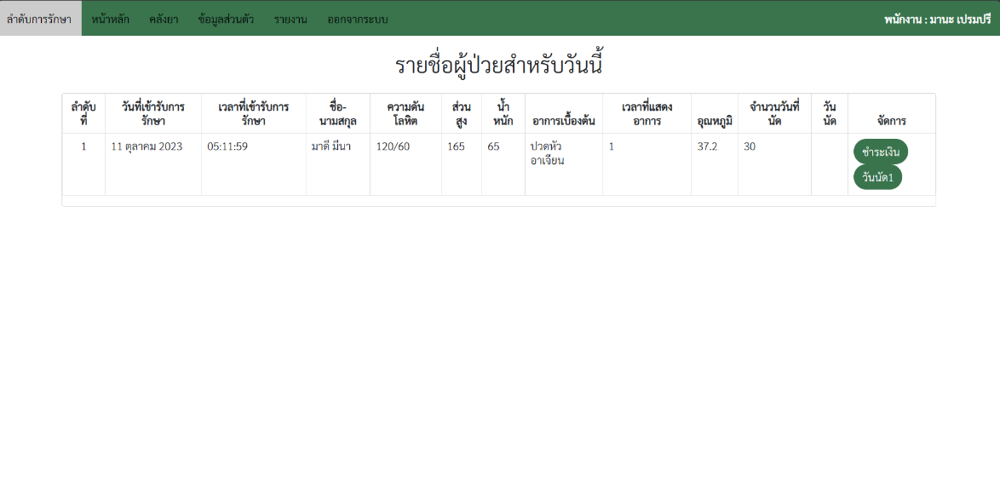 ลำดับการรักษา หน้าหลัก คลังยา ข้อมูลส่วนตัว รายงาน ออกจากระบบ พนักงาน : มานะ เปรมปรี
รายชื่อผู้ป่วยสำหรับวันนี้
ลำดับที่ วันที่เข้ารับการรักษา เวลาที่เข้ารับการรักษา ชื่อ-นามสกุล ความดันโลหิต ส่วนสูง น้ำหนัก อาการเบื้องต้น เวลาที่แสดงอาการ อุณหภูมิ จำนวนวันที่นัด วันนัด จัดการ
1 11 ตุลาคม 2023 05:11:59 มาดี มีนา 120/60 165 65 ปวดหัว อาเจียน 1 37.2 30 ชำระเงิน
วันนัด1